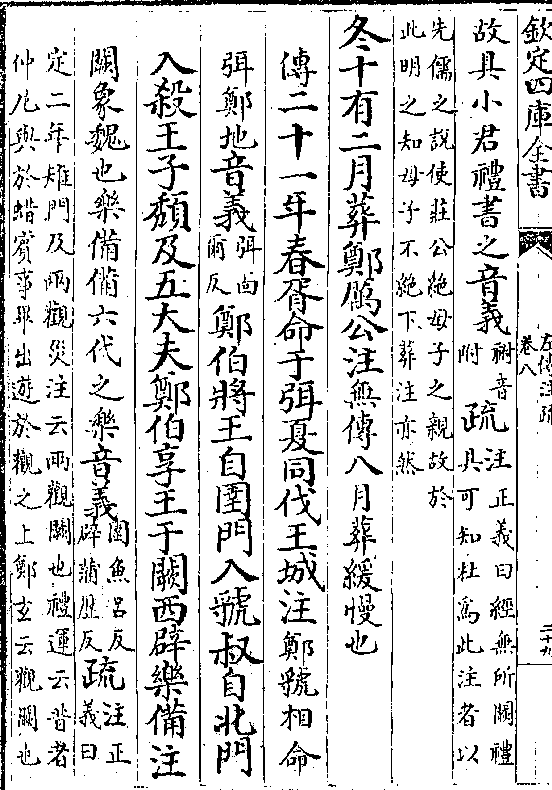 欽定四庫全書
左傳注疏
卷八
二十九
故具小君禮書之音義祔音附疏注正義曰經無所闕禮具可知杜爲此注者以
先儒之說使莊公絶母子之親故於
此明之知母子不絶下葬注亦然
冬十有二月葬鄭厲公注無傳八月葬緩慢也
傳二十一年春胥命于弭夏同伐王城注鄭虢相命
弭鄭地音義弭面爾反鄭伯將王自圉門入虢叔自北門
入殺王子頽及五大夫鄭伯享王于闕西辟樂備注
闕象魏也樂備備六代之樂音義圉魚呂反辟蒲歴反疏注正義曰
定二年雉門及兩觀災注云兩觀闕也禮運云昔者
仲尼與於蜡賓事畢出遊於觀之上鄭玄云觀闕也